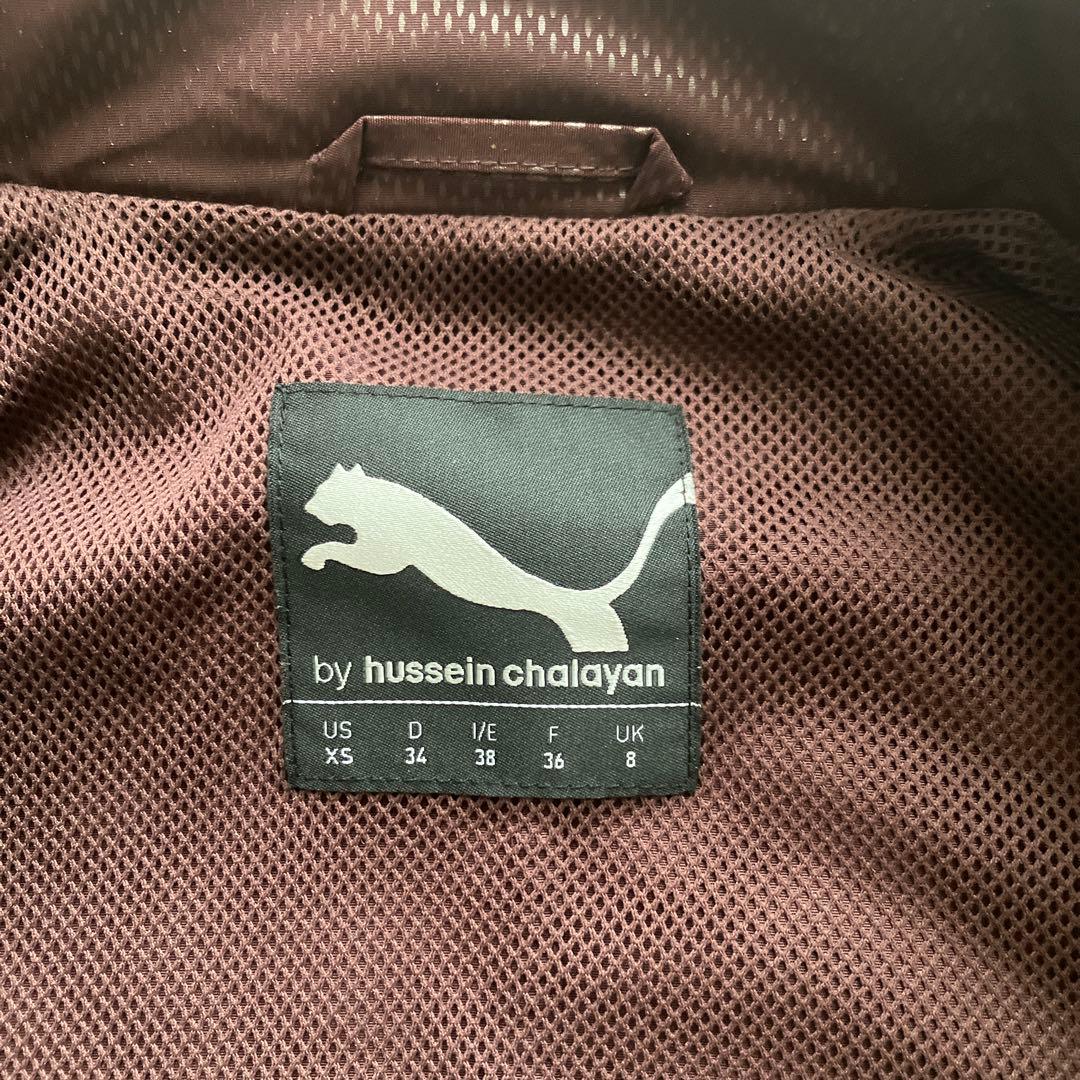 by hussein chalayan
US D I/E F UK
XS 34 38 36 8